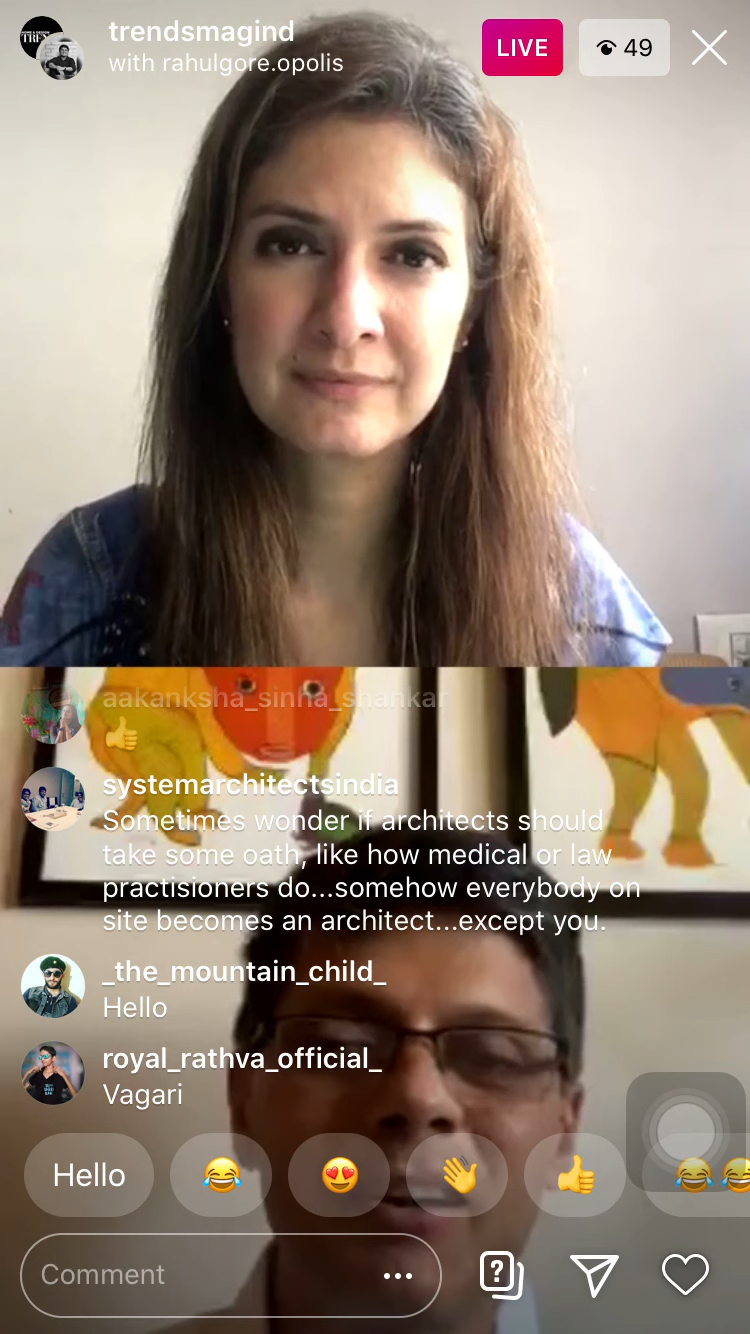 trendsmagind
with rahulgore.opolis
LIVE
49
aakanksha_sinha_shankar
👍
systemarchitectsindia
Sometimes wonder if architects should
take some oath, like how medical or law
practisioners do...somehow everybody on
site becomes an architect...except you.
_the_mountain_child_
Hello
royal_rathva_official_
Vagari
Hello 😂 😍 👋 👍 😂 😂
Comment